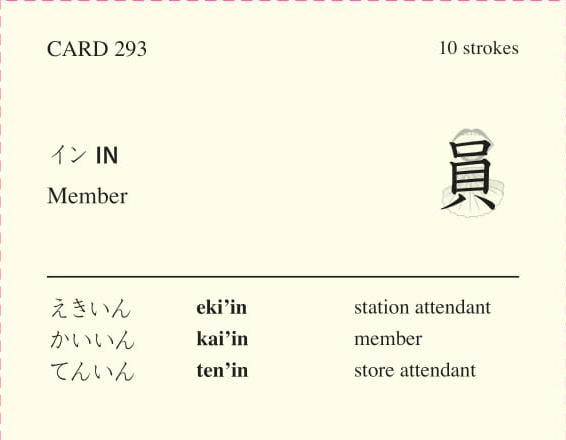 CARD 293 10 strokes
イン IN
員
Member
えきいん eki’in station attendant
かいいん kai’in member
てんいん ten’in store attendant